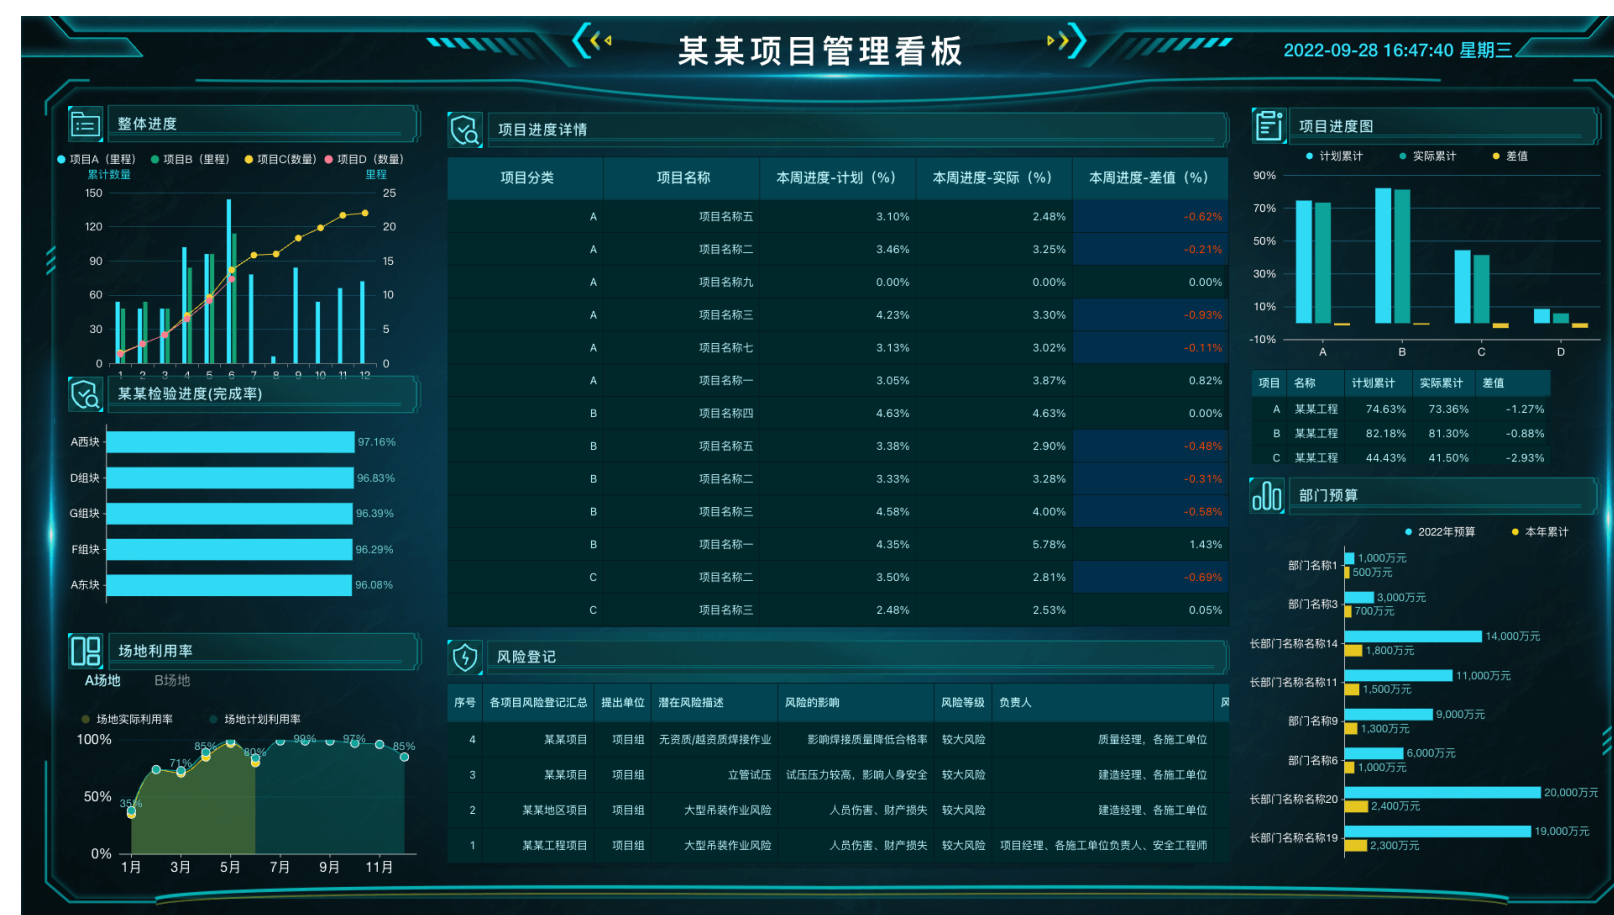 某某项目管理看板
2022-09-28 16:47:40 星期三
整体进度
项目A（里程） 项目B（里程） 项目C(数量) 项目D（数量）
累计数量 里程
150 25
120 20
90 15
60 10
30 5
0 0
1 2 3 4 5 6 7 8 9 10 11 12
某某检验进度(完成率)
A西块 97.16%
D组块 96.83%
G组块 96.39%
F组块 96.29%
A东块 96.08%
场地利用率
A场地 B场地
场地实际利用率 场地计划利用率
100%
50%
0%
35% 71% 85% 80% 99% 97% 85%
1月 3月 5月 7月 9月 11月
项目进度详情
项目分类 项目名称 本周进度-计划（%） 本周进度-实际（%） 本周进度-差值（%）
A 项目名称五 3.10% 2.48% -0.62%
A 项目名称二 3.46% 3.25% -0.21%
A 项目名称九 0.00% 0.00% 0.00%
A 项目名称三 4.23% 3.30% -0.93%
A 项目名称七 3.13% 3.02% -0.11%
A 项目名称一 3.05% 3.87% 0.82%
B 项目名称四 4.63% 4.63% 0.00%
B 项目名称五 3.38% 2.90% -0.48%
B 项目名称二 3.33% 3.28% -0.31%
B 项目名称三 4.58% 4.00% -0.58%
B 项目名称一 4.35% 5.78% 1.43%
C 项目名称二 3.50% 2.81% -0.69%
C 项目名称三 2.48% 2.53% 0.05%
风险登记
序号 各项目风险登记汇总 提出单位 潜在风险描述 风险的影响 风险等级 负责人
4 某某项目 项目组 无资质/越资质焊接作业 影响焊接质量降低合格率 较大风险 质量经理，各施工单位
3 某某项目 项目组 立管试压 试压压力较高，影响人身安全 较大风险 建造经理、各施工单位
2 某某地区项目 项目组 大型吊装作业风险 人员伤害、财产损失 较大风险 建造经理、各施工单位
1 某某工程项目 项目组 大型吊装作业风险 人员伤害、财产损失 较大风险 项目经理、各施工单位负责人、安全工程师
项目进度图
计划累计 实际累计 差值
90%
70%
50%
30%
10%
-10%
A B C D
项目 名称 计划累计 实际累计 差值
A 某某工程 74.63% 73.36% -1.27%
B 某某工程 82.18% 81.30% -0.88%
C 某某工程 44.43% 41.50% -2.93%
部门预算
2022年预算 本年累计
部门名称1 1,000万元
500万元
部门名称3 3,000万元
700万元
长部门名称名称14 14,000万元
1,800万元
长部门名称名称11 11,000万元
1,500万元
部门名称9 9,000万元
1,300万元
部门名称6 6,000万元
1,000万元
长部门名称名称20 20,000万元
2,400万元
长部门名称名称19 19,000万元
2,300万元